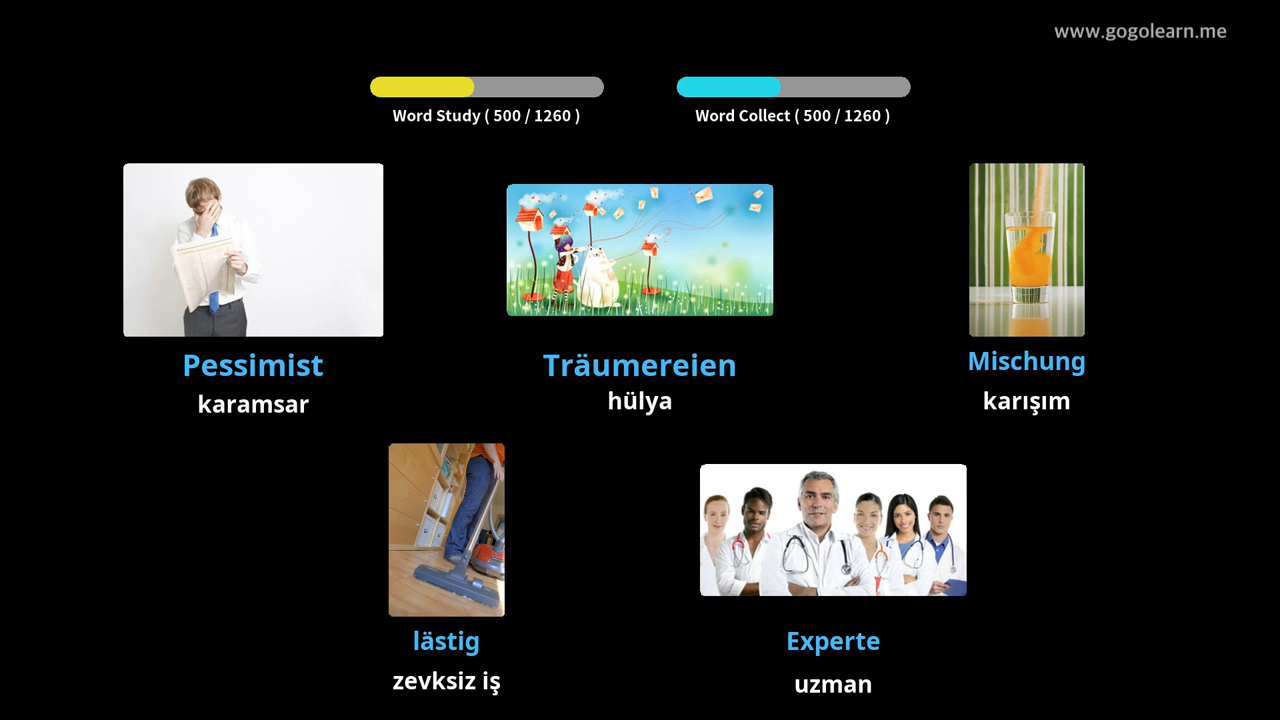 www.gogolearn.me
Word Study ( 500 / 1260 )
Word Collect ( 500 / 1260 )
Pessimist
karamsar
Träumereien
hülya
Mischung
karışım
lästig
zevksiz iş
Experte
uzman